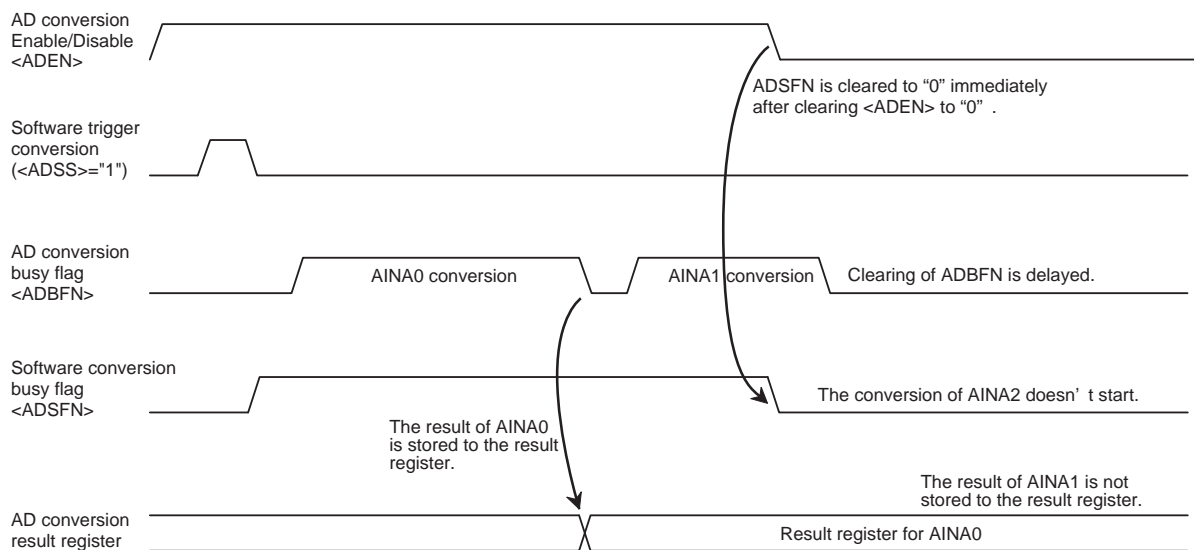 AD conversion
Enable/Disable
<ADEN>
ADSFN is cleared to “0” immediately
after clearing <ADEN> to “0” .
Software trigger
conversion
(<ADSS>="1")
AD conversion
busy flag
<ADBFN>
AINA0 conversion
AINA1 conversion
Clearing of ADBFN is delayed.
Software conversion
busy flag
<ADSFN>
The conversion of AINA2 doesn’ t start.
The result of AINA0
is stored to the result
register.
The result of AINA1 is not
stored to the result register.
AD conversion
result register
Result register for AINA0